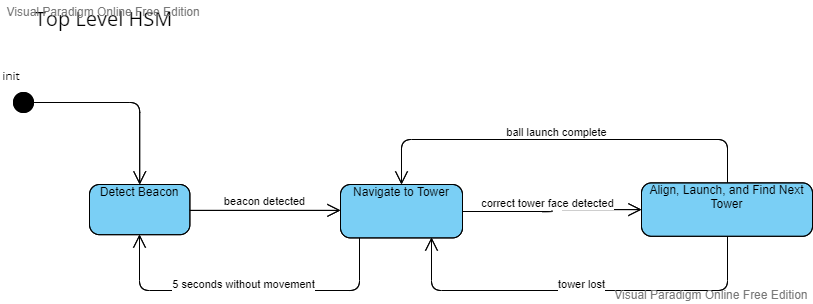 Visual Paradigm Online Free Edition
Top Level HSM
init
ball launch complete
Detect Beacon
Navigate to Tower
Align, Launch, and Find Next
Tower
beacon detected
correct tower face detected
5 seconds without movement
tower lost
Visual Paradigm Online Free Edition